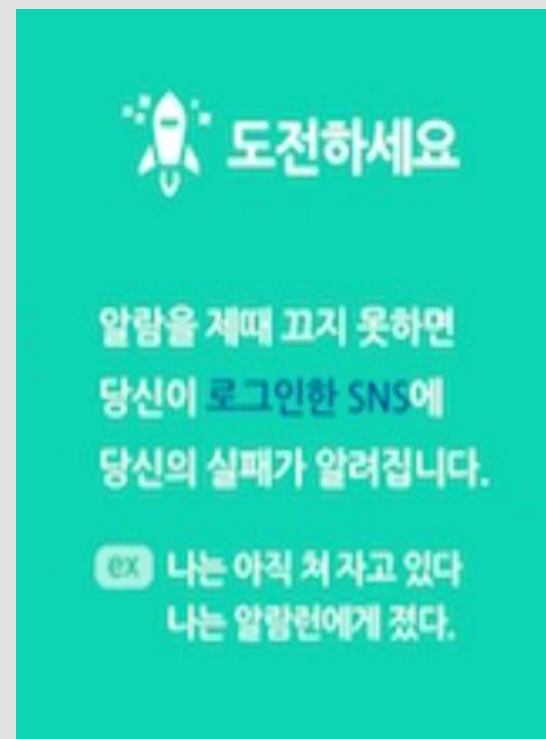 도전하세요
알람을 제때 끄지 못하면
당신이 로그인한 SNS에
당신의 실패가 알려집니다.
ex 나는 아직 쳐 자고 있다
나는 알람런에게 졌다.